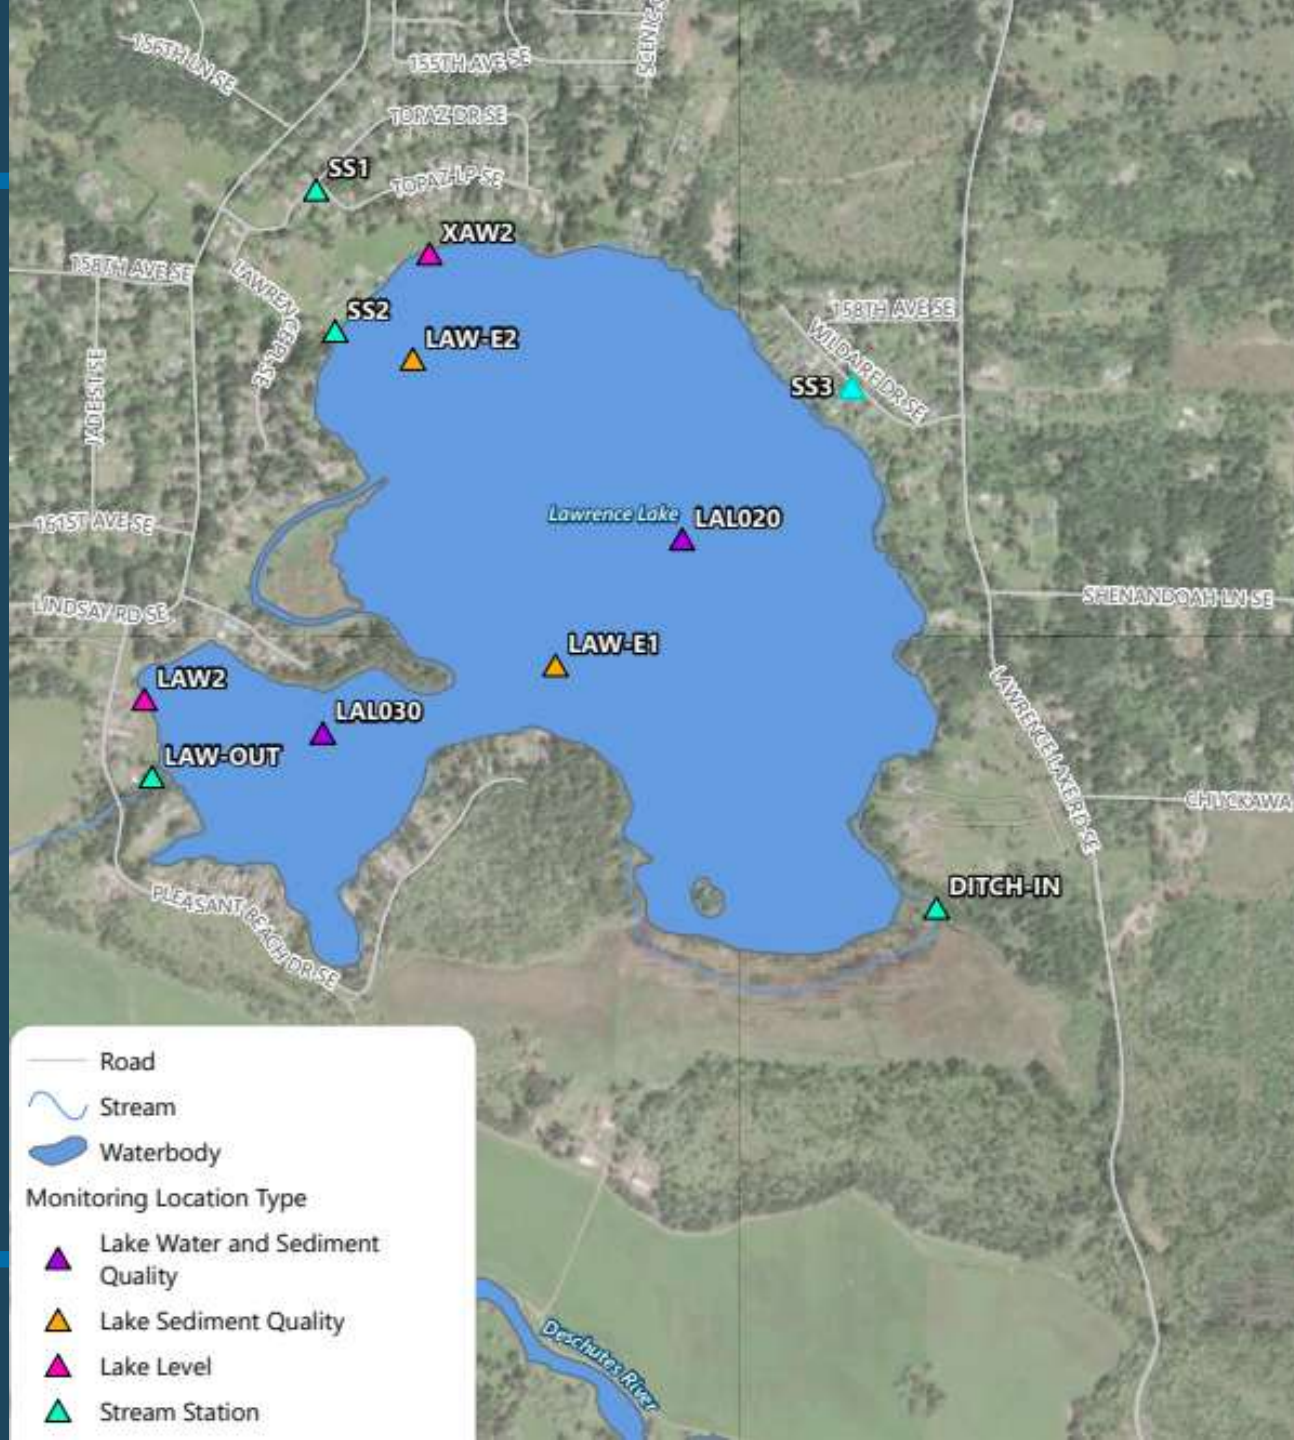 156TH LN SE
155TH AVE SE
TOPAZ DR SE
SS1
TOPAZ LP SE
XAW2
158TH AVE SE
SS2
LAW-E2
158TH AVE SE
WILDAIRE DR SE
SS3
JADE ST SE
Lawrence Lake
LAL020
161ST AVE SE
SHENANDOAH LN SE
LINDSAY RD SE
LAW-E1
LAW2
LAL030
LAWRENCE LAKE RD SE
LAW-OUT
CHUCKAWA
DITCH-IN
PLEASANT BEACH DR SE
Road
Stream
Waterbody
Monitoring Location Type
Lake Water and Sediment
Quality
Lake Sediment Quality
Lake Level
Stream Station
Deschutes River